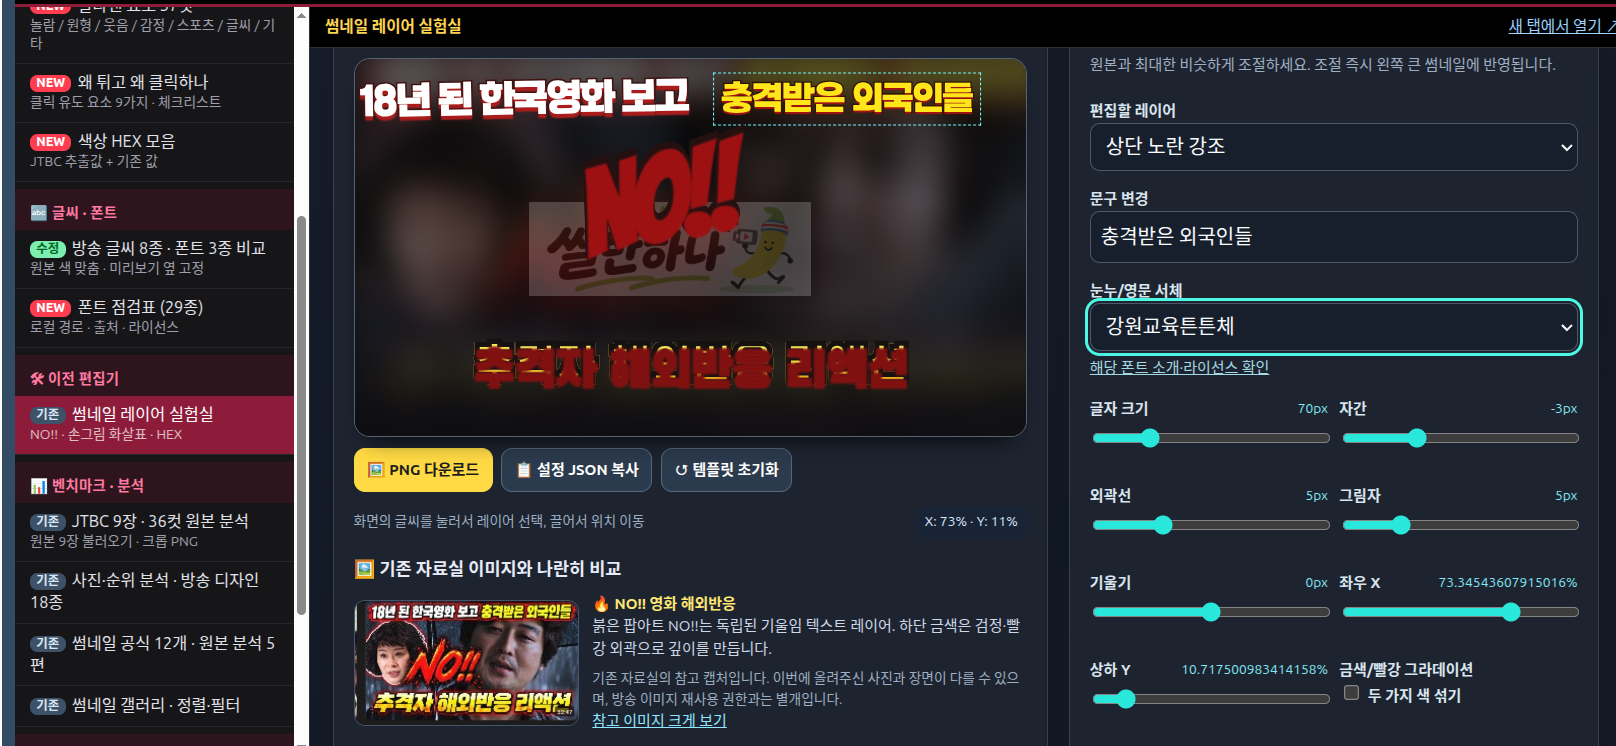 놀람 / 원형 / 웃음 / 감정 / 스포츠 / 글씨 / 기
타
NEW 왜 튀고 왜 클릭하나
클릭 유도 요소 9가지 · 체크리스트
NEW 색상 HEX 모음
JTBC 추출값 + 기존 값
🔤 글씨 · 폰트
수정 방송 글씨 8종 · 폰트 3종 비교
원본 색 맞춤 · 미리보기 옆 고정
NEW 폰트 점검표 (29종)
로컬 경로 · 출처 · 라이선스
🛠 이전 편집기
기존 썸네일 레이어 실험실
NO!! · 손그림 화살표 · HEX
📊 벤치마크 · 분석
기존 JTBC 9장 · 36컷 원본 분석
원본 9장 불러오기 · 크롭 PNG
기존 사진·순위 분석 · 방송 디자인
18종
기존 썸네일 공식 12개 · 원본 분석 5
편
기존 썸네일 갤러리 · 정렬·필터
썸네일 레이어 실험실
새 탭에서 열기 ↗
18년 된 한국영화 보고 충격받은 외국인들
NO!!
썰만하나
추격자 해외반응 리액션
🖼️ PNG 다운로드
📋 설정 JSON 복사
↺ 템플릿 초기화
화면의 글씨를 눌러서 레이어 선택, 끌어서 위치 이동
X: 73% · Y: 11%
🖼️ 기존 자료실 이미지와 나란히 비교
18년 된 한국영화 보고 충격받은 외국인들
NO!!
추격자 해외반응 리액션
12:47
🔥 NO!! 영화 해외반응
붉은 팝아트 NO!!는 독립된 기울임 텍스트 레이어. 하단 금색은 검정·빨
강 외곽으로 깊이를 만듭니다.
기존 자료실의 참고 캡처입니다. 이번에 올려주신 사진과 장면이 다를 수 있으
며, 방송 이미지 재사용 권한과는 별개입니다.
참고 이미지 크게 보기
원본과 최대한 비슷하게 조절하세요. 조절 즉시 왼쪽 큰 썸네일에 반영됩니다.
편집할 레이어
상단 노란 강조
문구 변경
충격받은 외국인들
눈누/영문 서체
강원교육튼튼체
해당 폰트 소개·라이선스 확인
글자 크기 70px 자간 -3px
외곽선 5px 그림자 5px
기울기 0px 좌우 X 73.34543607915016%
상하 Y 10.717500983414158% 금색/빨강 그라데이션
두 가지 색 섞기